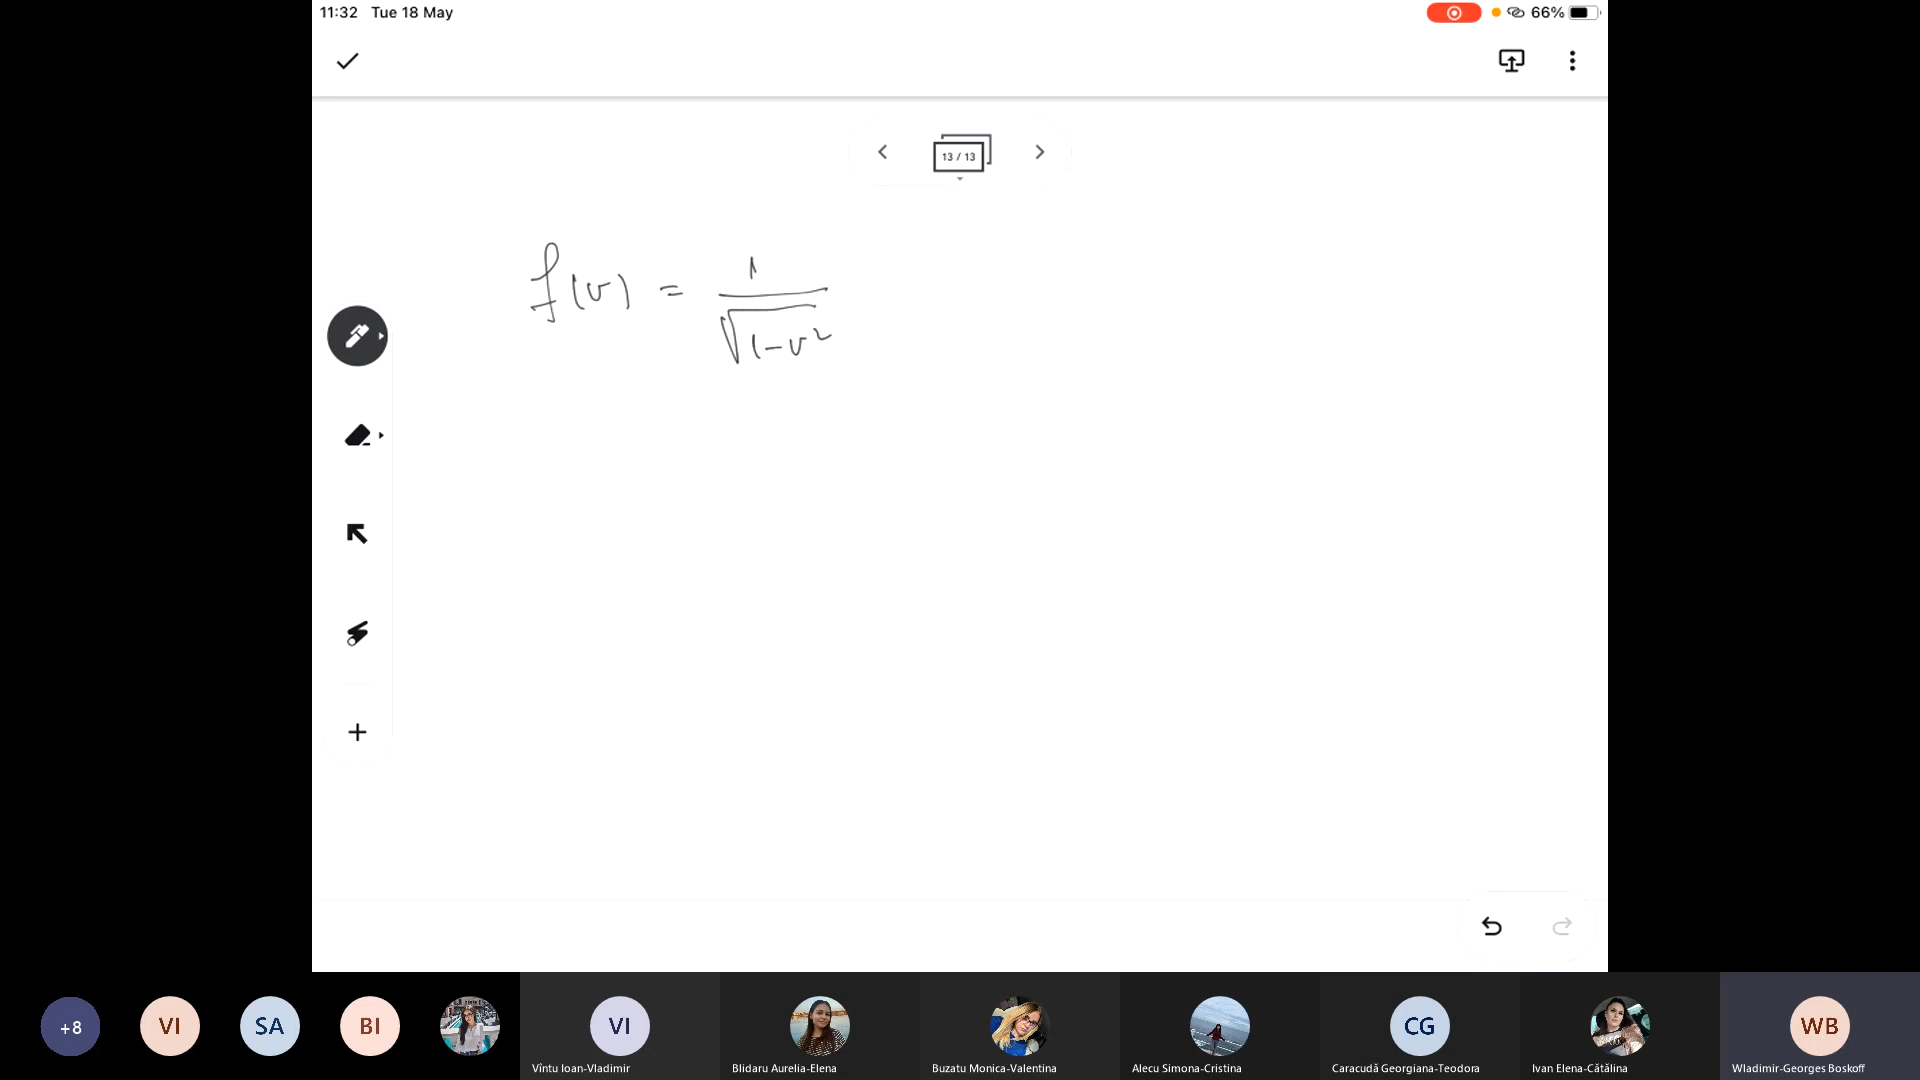 11:32 Tue 18 May
66%
13 / 13
f(v) = 1/√(1-v²)
+8
VI
SA
BI
VI
CG
WB
Vîntu Ioan-Vladimir
Blidaru Aurelia-Elena
Buzatu Monica-Valentina
Alecu Simona-Cristina
Caracudă Georgiana-Teodora
Ivan Elena-Cătălina
Wladimir-Georges Boskoff